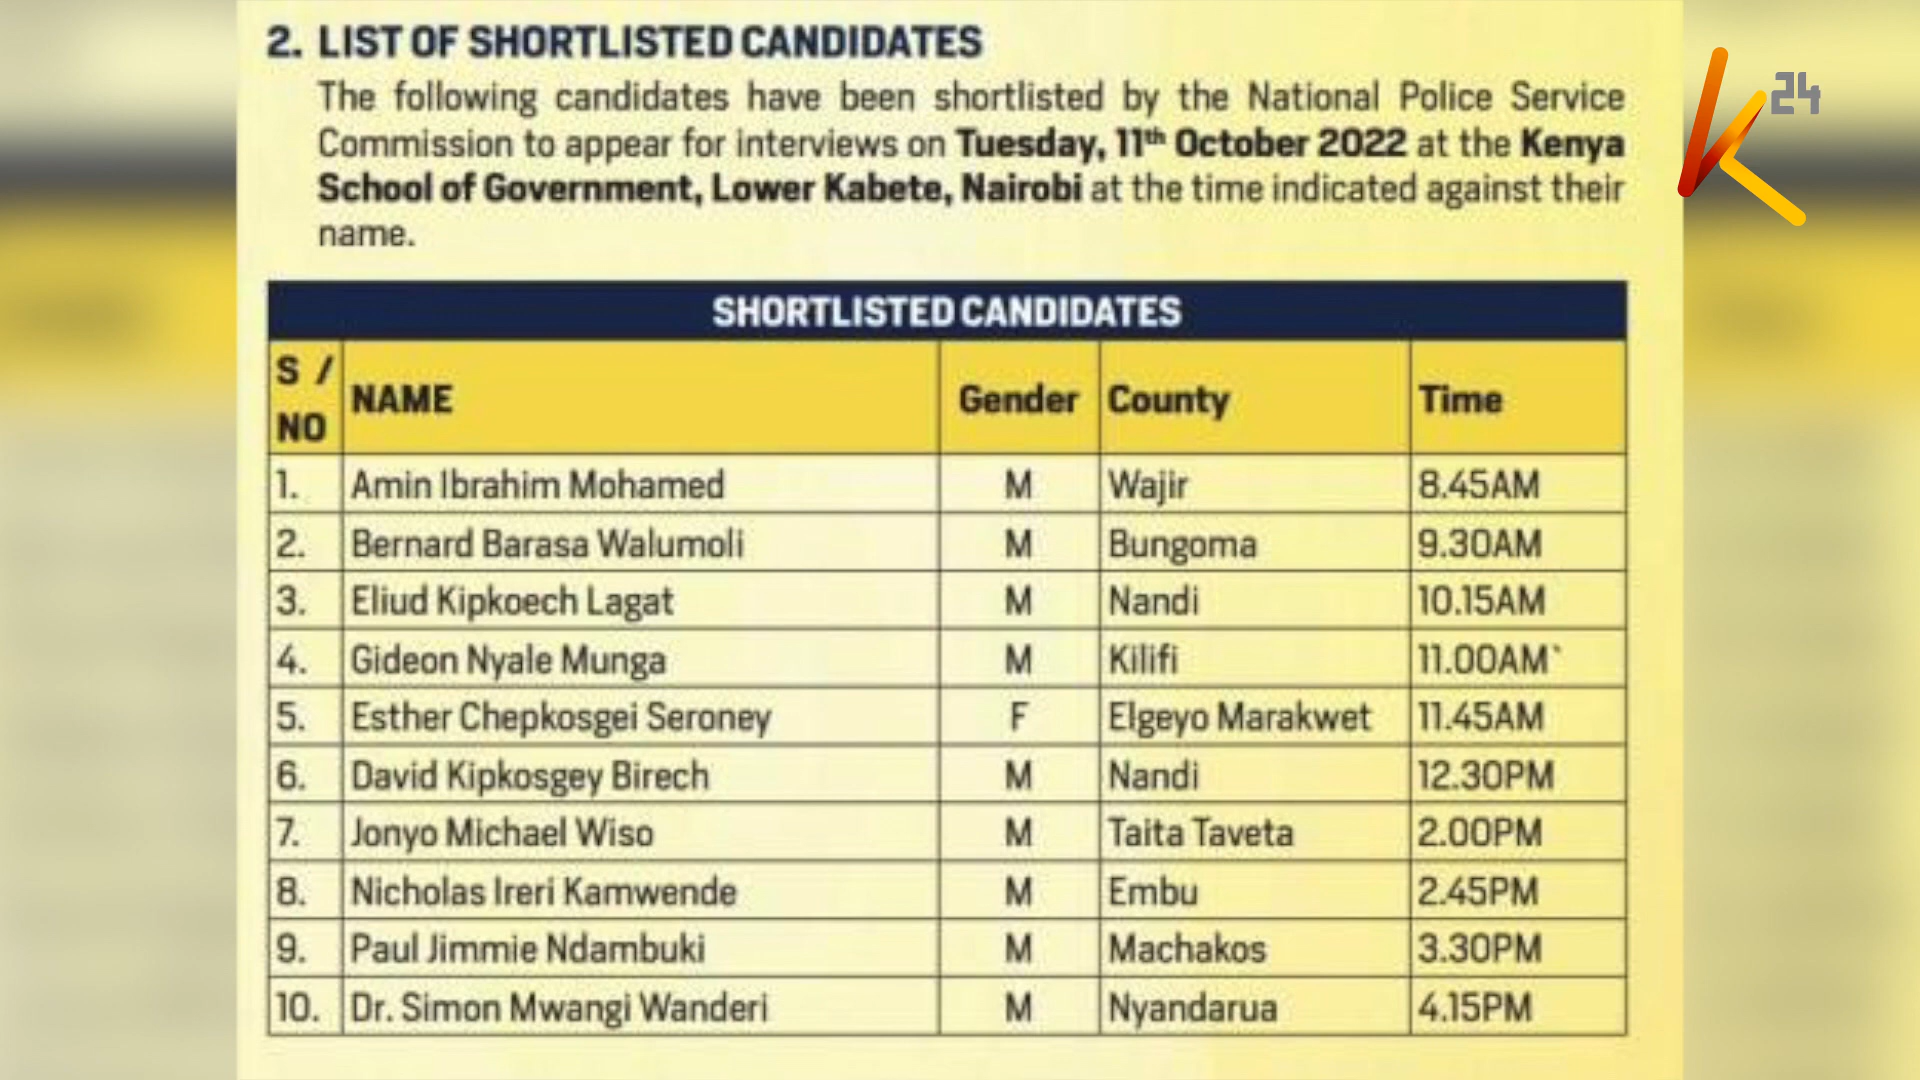 2. LIST OF SHORTLISTED CANDIDATES
The following candidates have been shortlisted by the National Police Service
Commission to appear for interviews on Tuesday, 11th October 2022 at the Kenya
School of Government, Lower Kabete, Nairobi at the time indicated against their
name.
K24
SHORTLISTED CANDIDATES
S / NO NAME Gender County Time
1. Amin Ibrahim Mohamed M Wajir 8.45AM
2. Bernard Barasa Walumoli M Bungoma 9.30AM
3. Eliud Kipkoech Lagat M Nandi 10.15AM
4. Gideon Nyale Munga M Kilifi 11.00AM`
5. Esther Chepkosgei Seroney F Elgeyo Marakwet 11.45AM
6. David Kipkosgey Birech M Nandi 12.30PM
7. Jonyo Michael Wiso M Taita Taveta 2.00PM
8. Nicholas Ireri Kamwende M Embu 2.45PM
9. Paul Jimmie Ndambuki M Machakos 3.30PM
10. Dr. Simon Mwangi Wanderi M Nyandarua 4.15PM